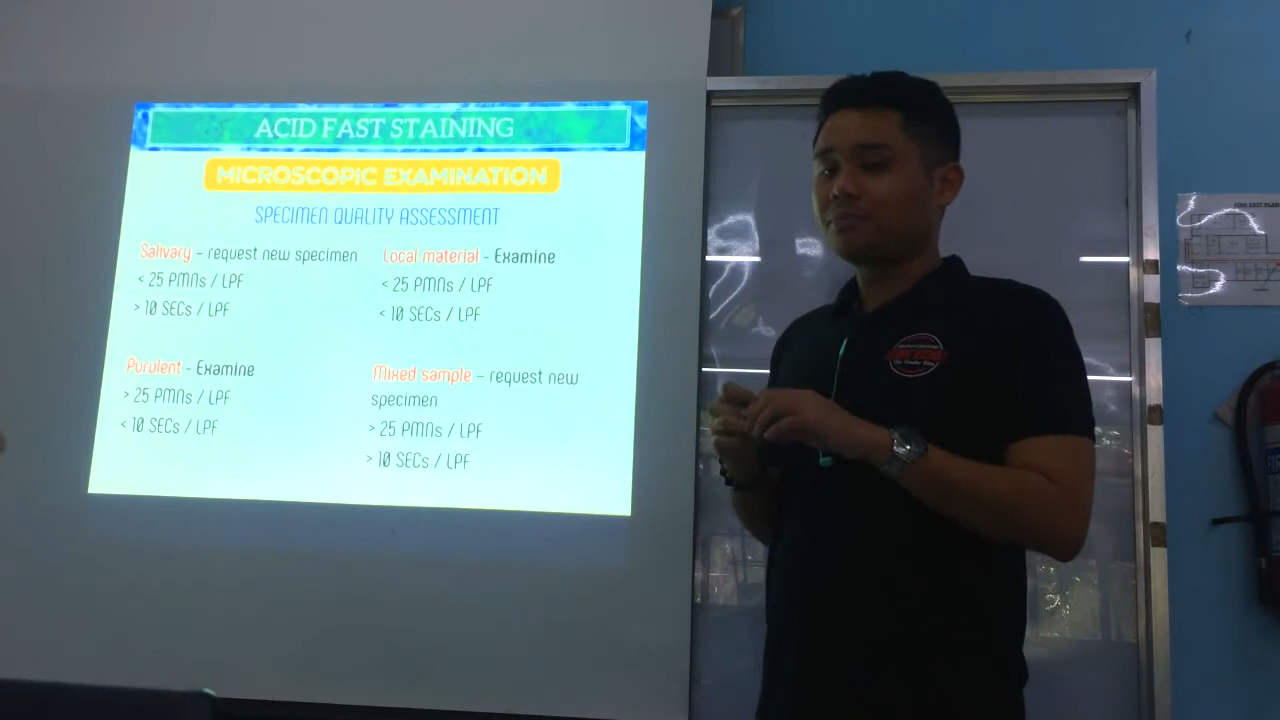 ACID FAST STAINING
MICROSCOPIC EXAMINATION
SPECIMEN QUALITY ASSESSMENT
Salivary – request new specimen
< 25 PMNs / LPF
> 10 SECs / LPF
Local material - Examine
< 25 PMNs / LPF
< 10 SECs / LPF
Purulent - Examine
> 25 PMNs / LPF
< 10 SECs / LPF
Mixed sample – request new
specimen
> 25 PMNs / LPF
> 10 SECs / LPF